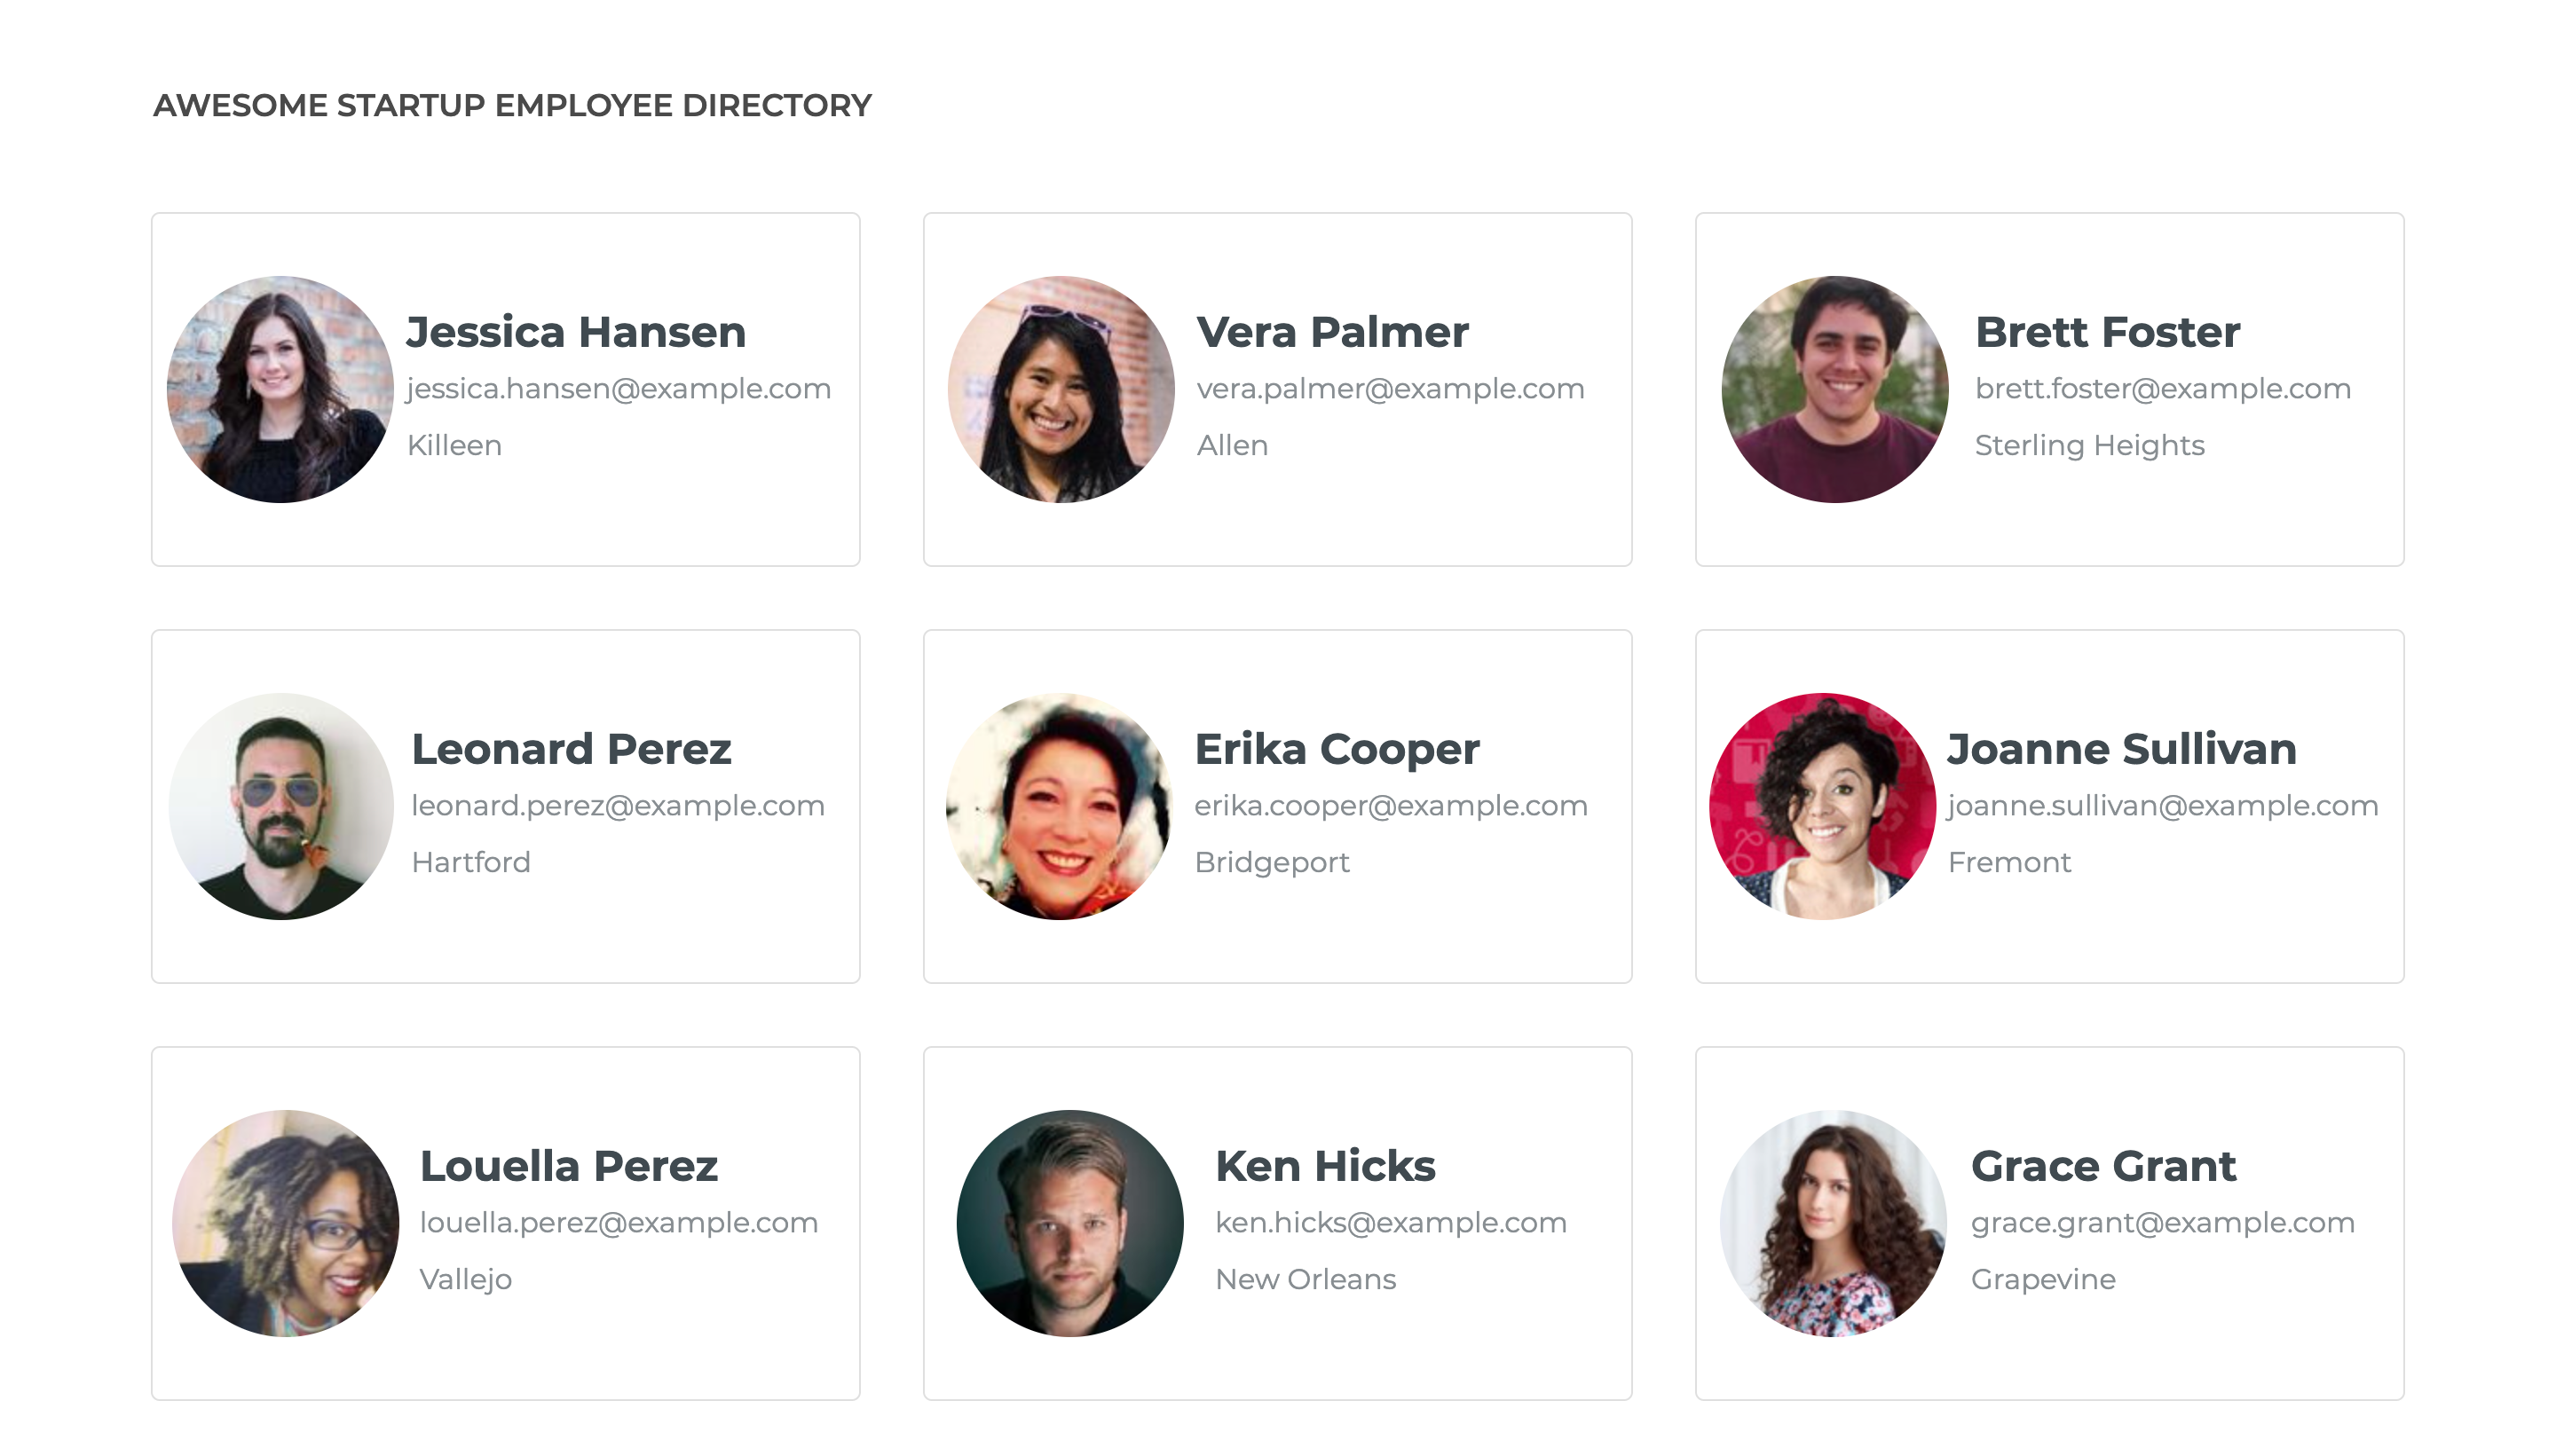 AWESOME STARTUP EMPLOYEE DIRECTORY
Jessica Hansen
jessica.hansen@example.com
Killeen
Vera Palmer
vera.palmer@example.com
Allen
Brett Foster
brett.foster@example.com
Sterling Heights
Leonard Perez
leonard.perez@example.com
Hartford
Erika Cooper
erika.cooper@example.com
Bridgeport
Joanne Sullivan
joanne.sullivan@example.com
Fremont
Louella Perez
louella.perez@example.com
Vallejo
Ken Hicks
ken.hicks@example.com
New Orleans
Grace Grant
grace.grant@example.com
Grapevine